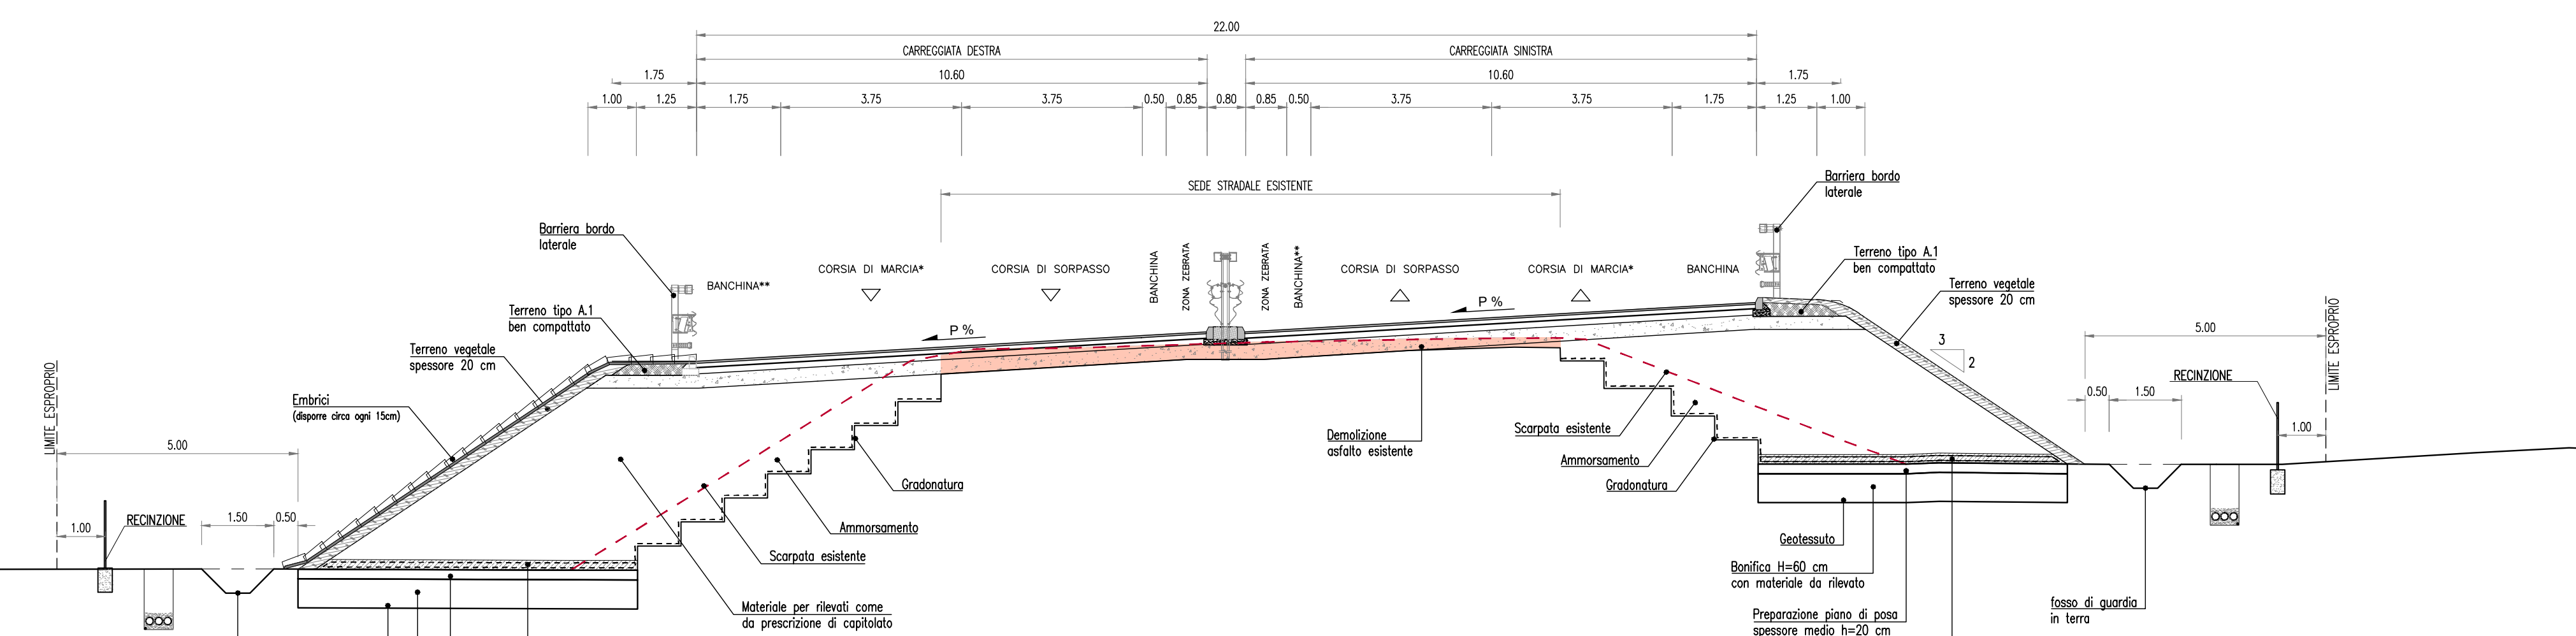 22.00
CARREGGIATA DESTRA
CARREGGIATA SINISTRA
1.75
10.60
10.60
1.75
1.00
1.25
1.75
3.75
3.75
0.50
0.85
0.80
0.85
0.50
3.75
3.75
1.75
1.25
1.00
SEDE STRADALE ESISTENTE
Barriera bordo
laterale
Barriera bordo
laterale
BANCHINA**
CORSIA DI MARCIA*
CORSIA DI SORPASSO
BANCHINA
ZONA ZEBRATA
ZONA ZEBRATA
BANCHINA**
CORSIA DI SORPASSO
CORSIA DI MARCIA*
BANCHINA
Terreno tipo A.1
ben compattato
Terreno vegetale
spessore 20 cm
P %
P %
Terreno tipo A.1
ben compattato
Terreno vegetale
spessore 20 cm
3
2
5.00
LIMITE ESPROPRIO
LIMITE ESPROPRIO
Embrici
(disporre circa ogni 15cm)
RECINZIONE
0.50
1.50
1.00
5.00
Scarpata esistente
Demolizione
asfalto esistente
Ammorsamento
Gradonatura
Gradonatura
1.00
RECINZIONE
1.50
0.50
Ammorsamento
Scarpata esistente
Geotessuto
Bonifica H=60 cm
con materiale da rilevato
Materiale per rilevati come
da prescrizione di capitolato
Preparazione piano di posa
spessore medio h=20 cm
fosso di guardia
in terra